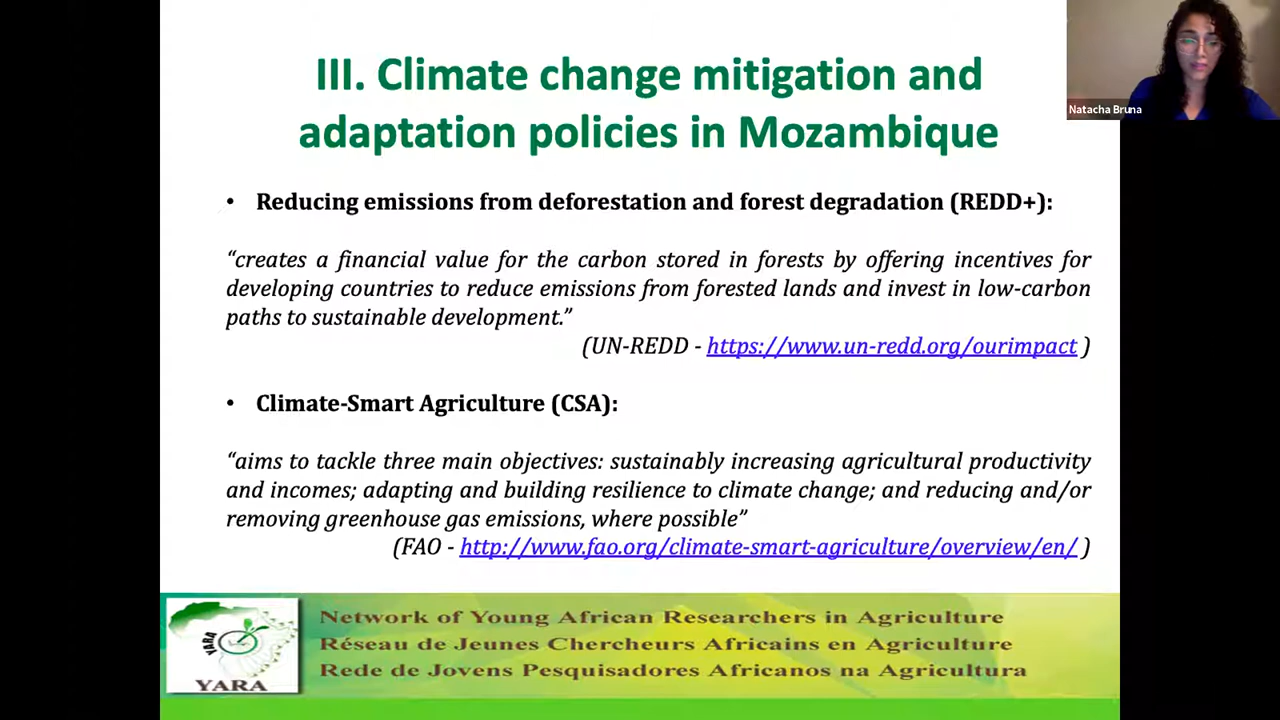 III. Climate change mitigation and
adaptation policies in Mozambique
Natacha Bruna
• Reducing emissions from deforestation and forest degradation (REDD+):
“creates a financial value for the carbon stored in forests by offering incentives for
developing countries to reduce emissions from forested lands and invest in low-carbon
paths to sustainable development.”
(UN-REDD - https://www.un-redd.org/ourimpact )
• Climate-Smart Agriculture (CSA):
“aims to tackle three main objectives: sustainably increasing agricultural productivity
and incomes; adapting and building resilience to climate change; and reducing and/or
removing greenhouse gas emissions, where possible”
(FAO - http://www.fao.org/climate-smart-agriculture/overview/en/ )
YARA
YARA
Network of Young African Researchers in Agriculture
Réseau de Jeunes Chercheurs Africains en Agriculture
Rede de Jovens Pesquisadores Africanos na Agricultura